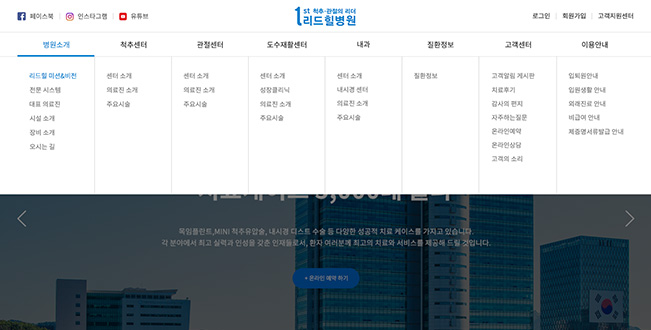 페이스북 인스타그램 유튜브
1st 척추·관절의 리더
리드힐병원
로그인 회원가입 고객지원센터
병원소개 척추센터 관절센터 도수재활센터 내과 질환정보 고객센터 이용안내
리드힐 미션&비전
전문 시스템
대표 의료진
시설 소개
장비 소개
오시는 길
센터 소개
의료진 소개
주요시술
센터 소개
의료진 소개
주요시술
센터 소개
성장클리닉
의료진 소개
주요시술
센터 소개
내시경 센터
의료진 소개
주요시술
질환정보
고객알림 게시판
치료후기
감사의 편지
자주하는질문
온라인예약
온라인상담
고객의 소리
입퇴원안내
입원생활 안내
외래진료 안내
비급여 안내
제증명서류발급 안내
쪽임플란트,MINI 척추유합술, 내시경 디스트 수술 등 다양한 성공적 치료 케이스를 가지고 있습니다.
각 분야에서 최고 실력과 인성을 갖춘 인재들로서, 환자 여러분께 최고의 치료와 서비스를 제공해 드릴 것입니다.
+ 온라인 예약 하기